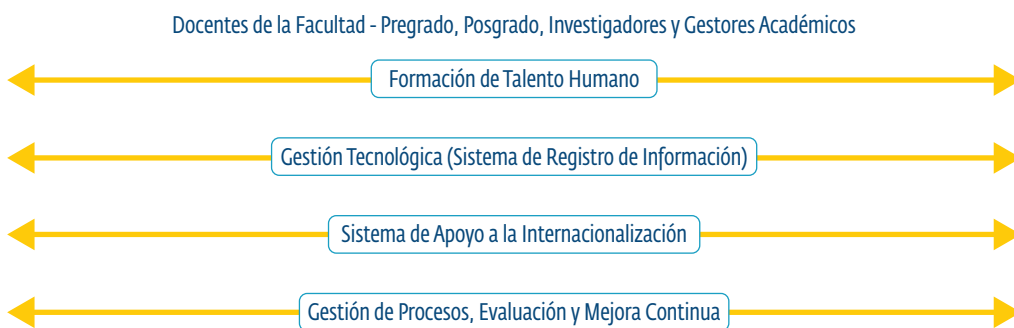 Docentes de la Facultad - Pregrado, Posgrado, Investigadores y Gestores Académicos
Formación de Talento Humano
Gestión Tecnológica (Sistema de Registro de Información)
Sistema de Apoyo a la Internacionalización
Gestión de Procesos, Evaluación y Mejora Continua